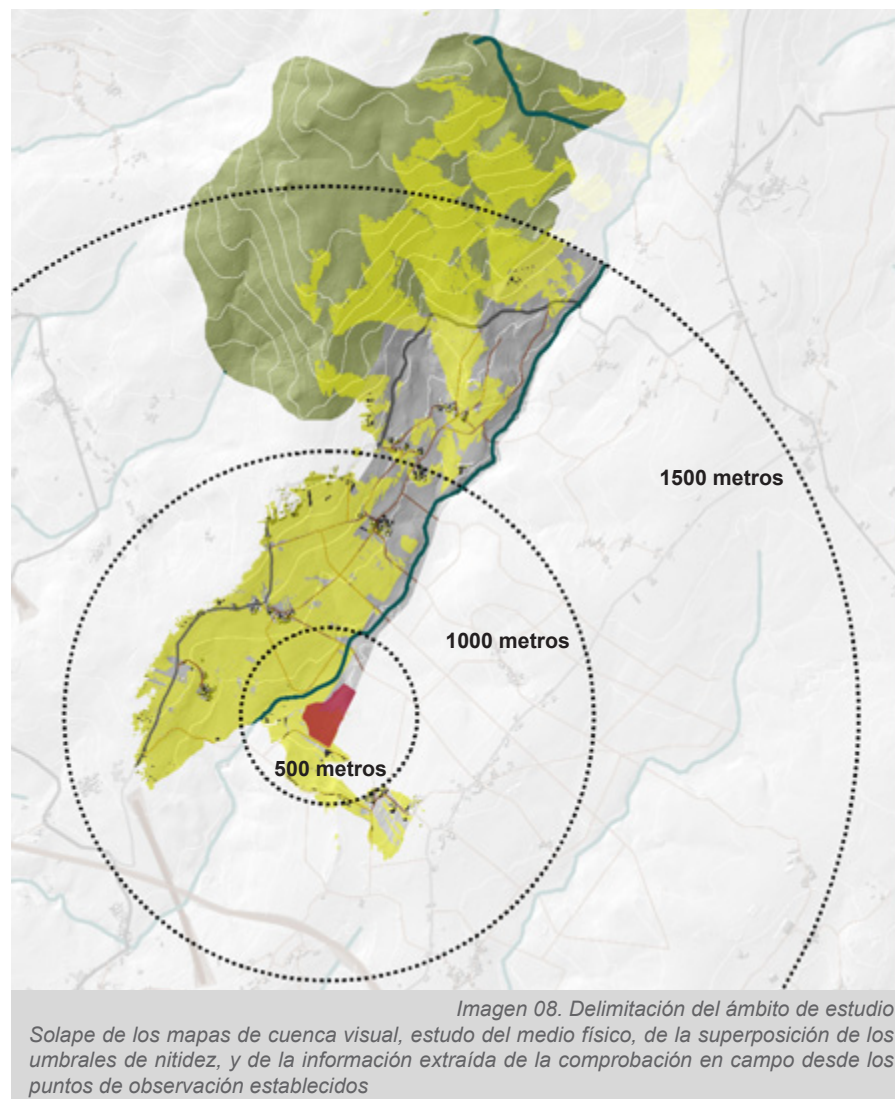 1500 metros
1000 metros
500 metros
Imagen 08. Delimitación del ámbito de estudio
Solape de los mapas de cuenca visual, estudo del medio físico, de la superposición de los
umbrales de nitidez, y de la información extraída de la comprobación en campo desde los
puntos de observación establecidos